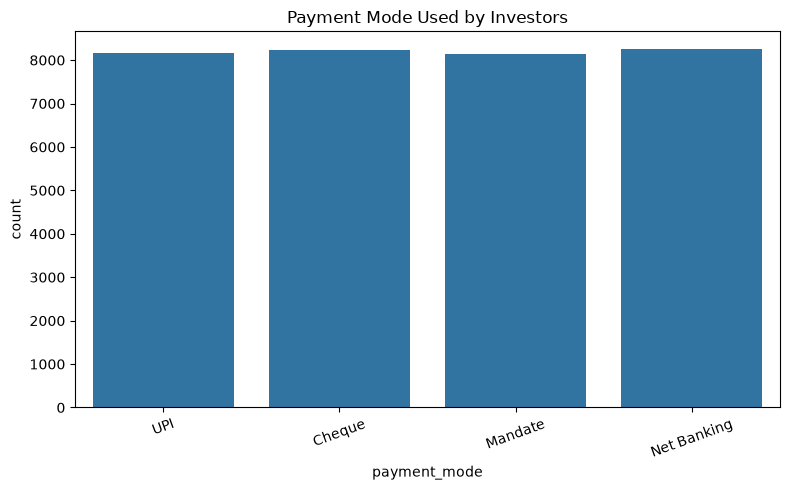 Payment Mode Used by Investors
count
8000
7000
6000
5000
4000
3000
2000
1000
0
UPI
Cheque
Mandate
Net Banking
payment_mode